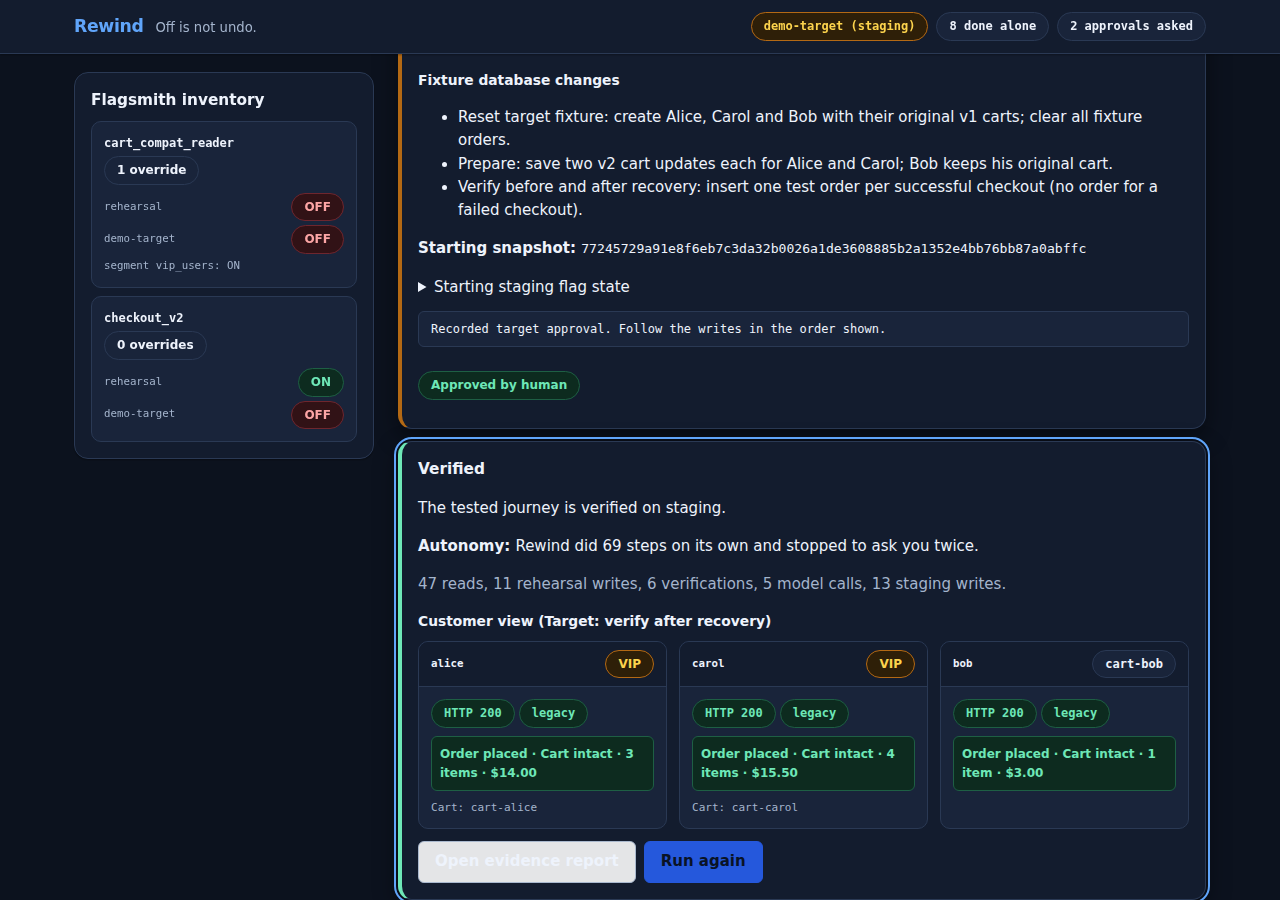 Rewind Off is not undo.
demo-target (staging) 8 done alone 2 approvals asked
Flagsmith inventory
cart_compat_reader
1 override
rehearsal OFF
demo-target OFF
segment vip_users: ON
checkout_v2
0 overrides
rehearsal ON
demo-target OFF
Fixture database changes
• Reset target fixture: create Alice, Carol and Bob with their original v1 carts; clear all fixture
orders.
• Prepare: save two v2 cart updates each for Alice and Carol; Bob keeps his original cart.
• Verify before and after recovery: insert one test order per successful checkout (no order for a
failed checkout).
Starting snapshot: 77245729a91e8f6eb7c3da32b0026a1de3608885b2a1352e4bb76bb87a0abffc
▶ Starting staging flag state
Recorded target approval. Follow the writes in the order shown.
Approved by human
Verified
The tested journey is verified on staging.
Autonomy: Rewind did 69 steps on its own and stopped to ask you twice.
47 reads, 11 rehearsal writes, 6 verifications, 5 model calls, 13 staging writes.
Customer view (Target: verify after recovery)
alice VIP
HTTP 200 legacy
Order placed · Cart intact · 3
items · $14.00
Cart: cart-alice
carol VIP
HTTP 200 legacy
Order placed · Cart intact · 4
items · $15.50
Cart: cart-carol
bob cart-bob
HTTP 200 legacy
Order placed · Cart intact · 1
item · $3.00
Open evidence report Run again